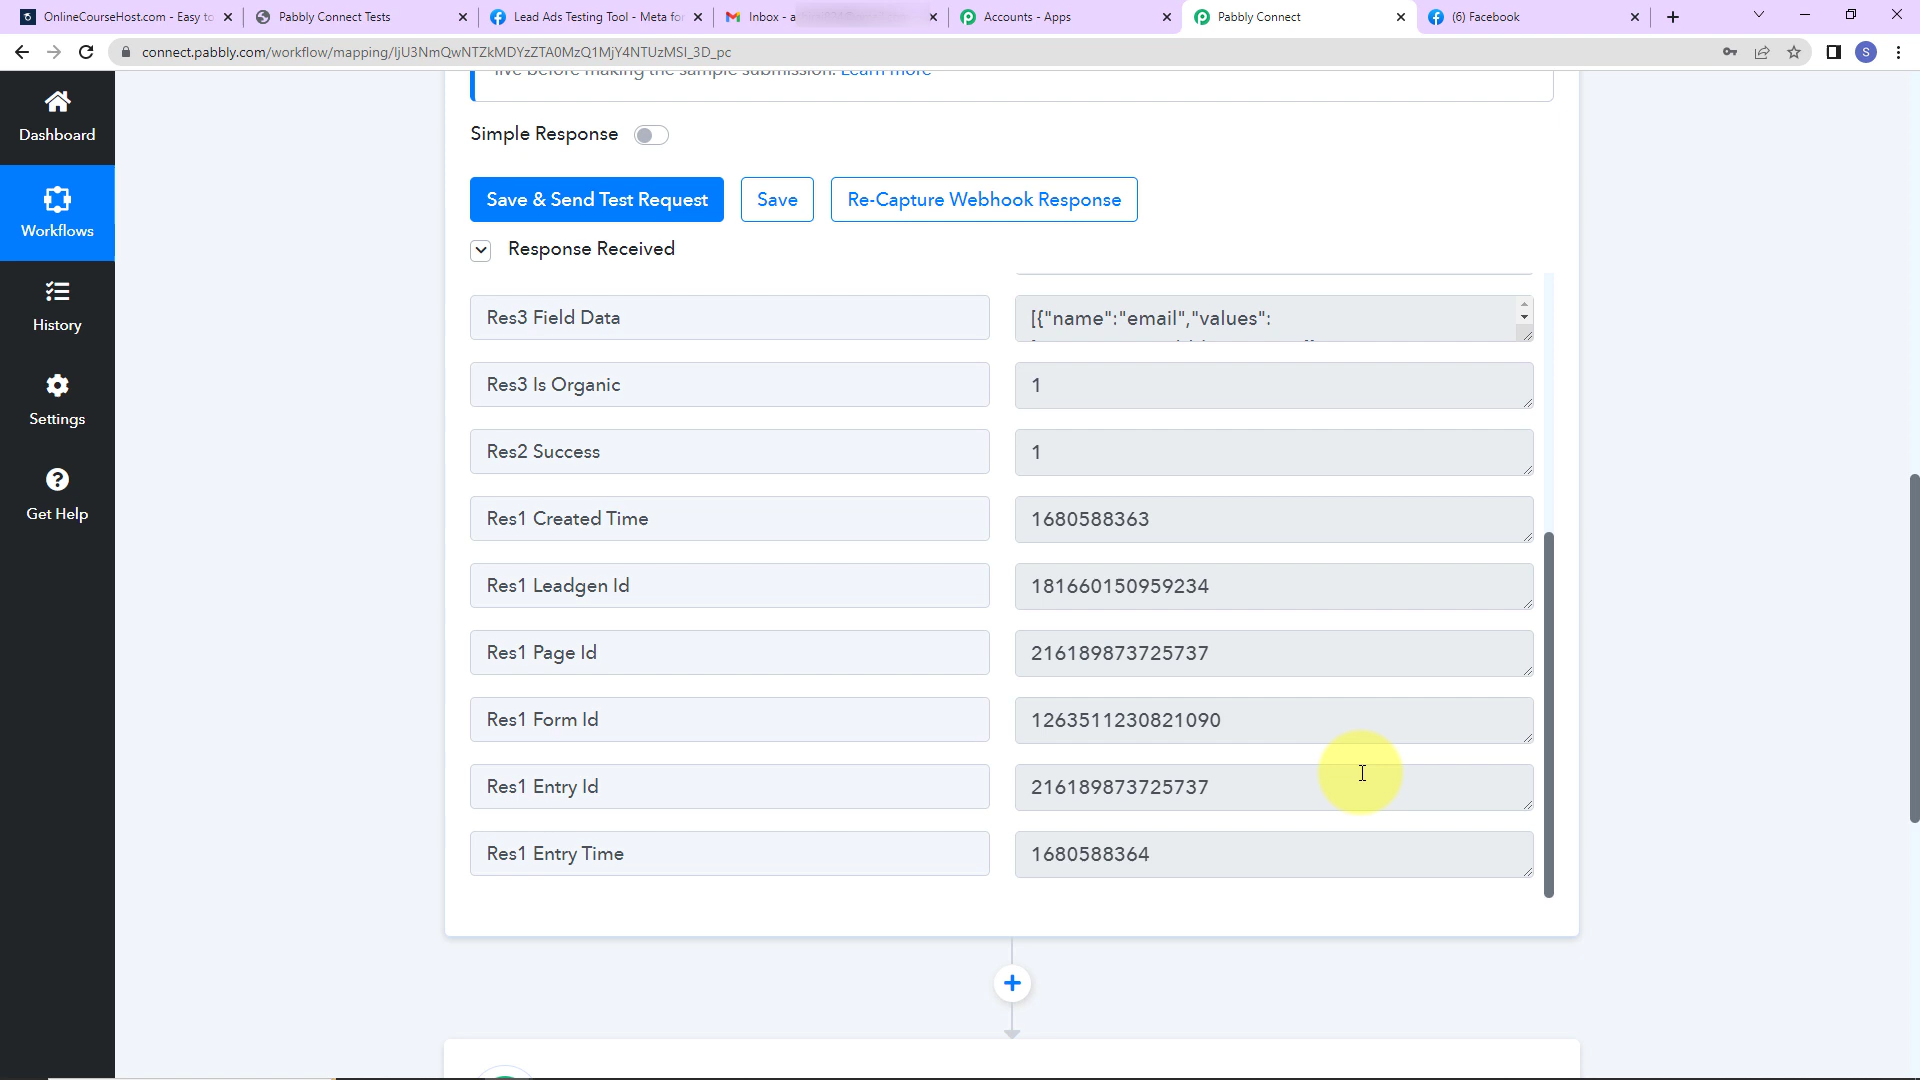 OnlineCourseHost.com - Easy to
Pabbly Connect Tests
Lead Ads Testing Tool - Meta for
Inbox - a
Accounts - Apps
Pabbly Connect
(6) Facebook
connect.pabbly.com/workflow/mapping/IjU3NmQwNTZkMDYzZTA0MzQ1MjY4NTUzMSI_3D_pc
S
live before making the sample submission. Learn more
Dashboard
Workflows
History
Settings
Get Help
Simple Response
Save & Send Test Request
Save
Re-Capture Webhook Response
Response Received
Res3 Field Data
[{"name":"email","values":
Res3 Is Organic
1
Res2 Success
1
Res1 Created Time
1680588363
Res1 Leadgen Id
181660150959234
Res1 Page Id
216189873725737
Res1 Form Id
1263511230821090
Res1 Entry Id
216189873725737
Res1 Entry Time
1680588364